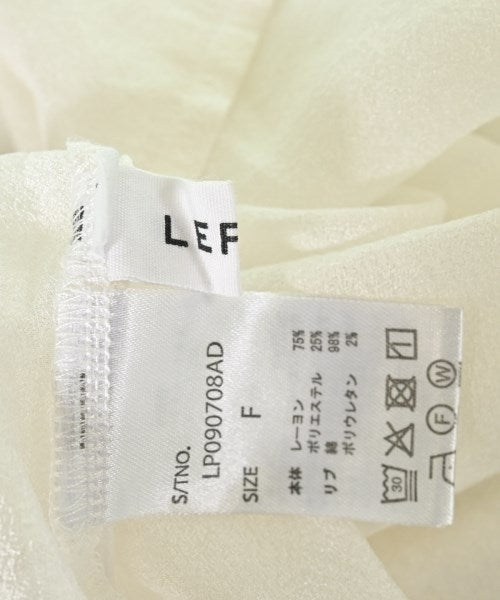 LEF
S/TNO.
LP090708AD
SIZE F
本体 レーヨン 75%
ポリエステル 25%
リブ 綿 98%
ポリウレタン 2%
30
F
W